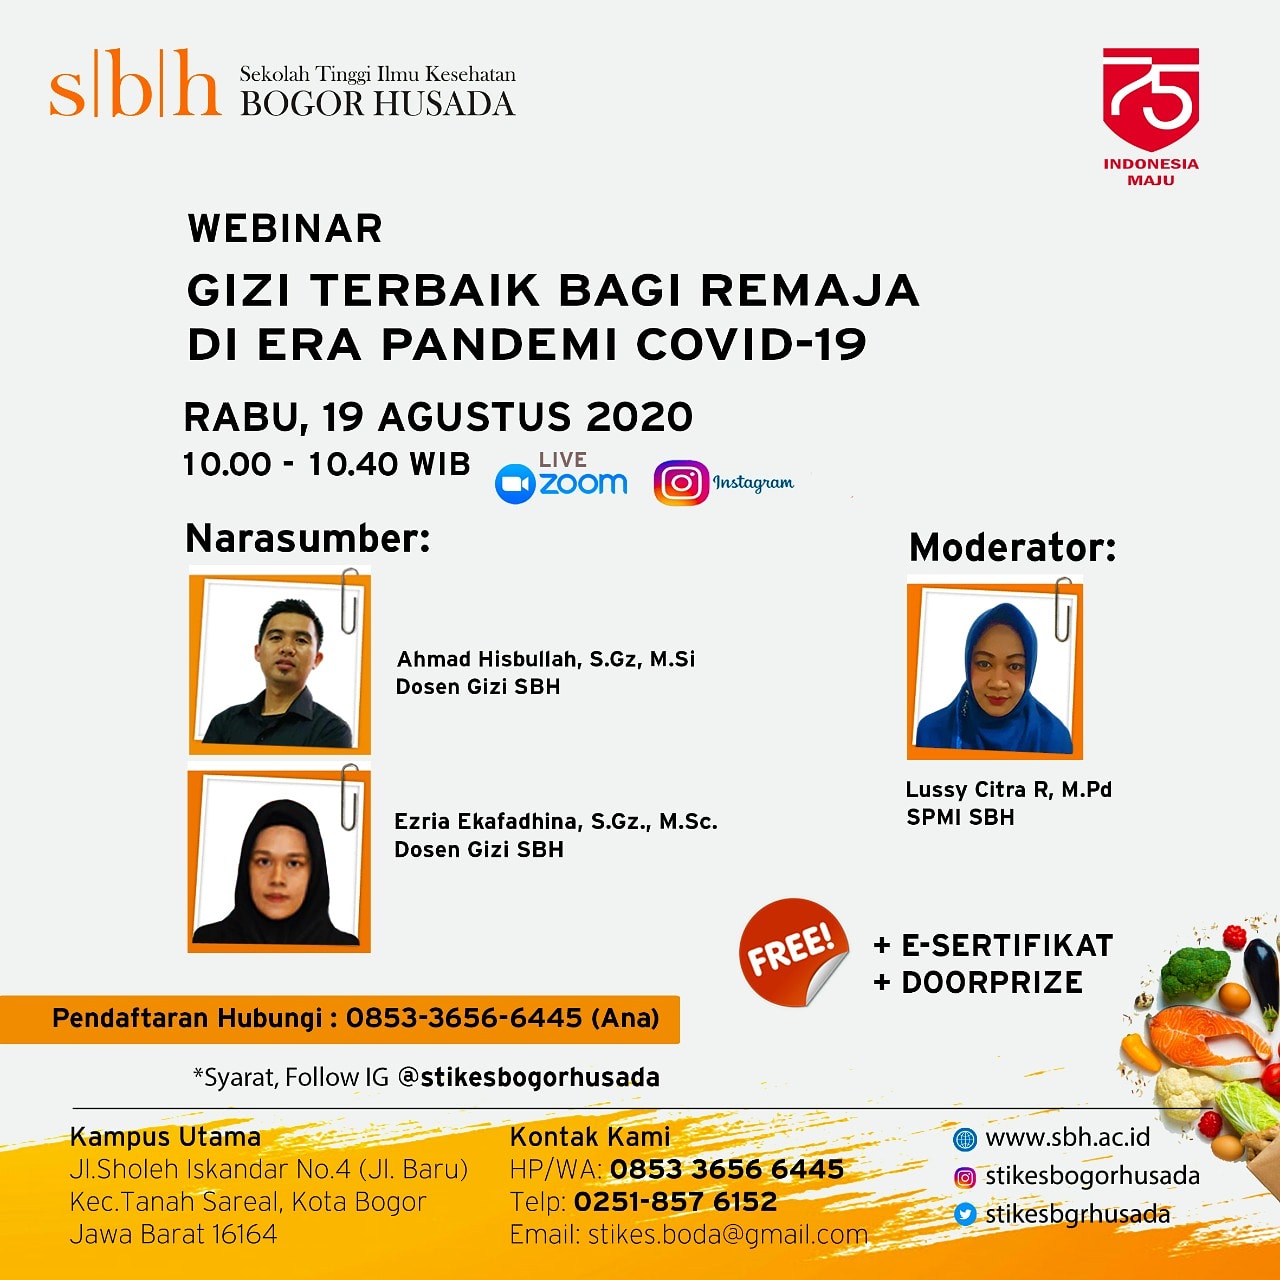 s|b|h
Sekolah Tinggi Ilmu Kesehatan
BOGOR HUSADA
75
INDONESIA
MAJU
WEBINAR
GIZI TERBAIK BAGI REMAJA
DI ERA PANDEMI COVID-19
RABU, 19 AGUSTUS 2020
10.00 - 10.40 WIB
LIVE
zoom
Instagram
Narasumber:
Ahmad Hisbullah, S.Gz, M.Si
Dosen Gizi SBH
Ezria Ekafadhina, S.Gz., M.Sc.
Dosen Gizi SBH
Moderator:
Lussy Citra R, M.Pd
SPMI SBH
FREE!
+ E-SERTIFIKAT
+ DOORPRIZE
Pendaftaran Hubungi : 0853-3656-6445 (Ana)
*Syarat, Follow IG @stikesbogorhusada
Kampus Utama
Jl.Sholeh Iskandar No.4 (Jl. Baru)
Kec.Tanah Sareal, Kota Bogor
Jawa Barat 16164
Kontak Kami
HP/WA: 0853 3656 6445
Telp: 0251-857 6152
Email: stikes.boda@gmail.com
www.sbh.ac.id
stikesbogorhusada
stikesbgrhusada